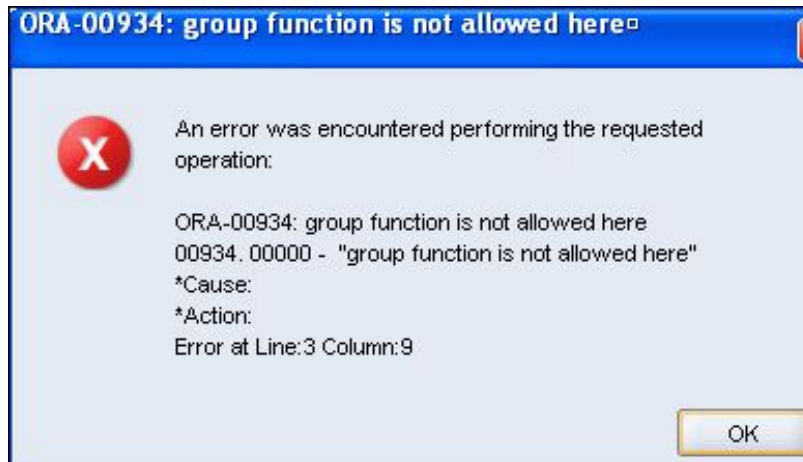 ORA-00934: group function is not allowed here▫
An error was encountered performing the requested
operation:
ORA-00934: group function is not allowed here
00934. 00000 -  "group function is not allowed here"
*Cause:
*Action:
Error at Line:3 Column:9
OK